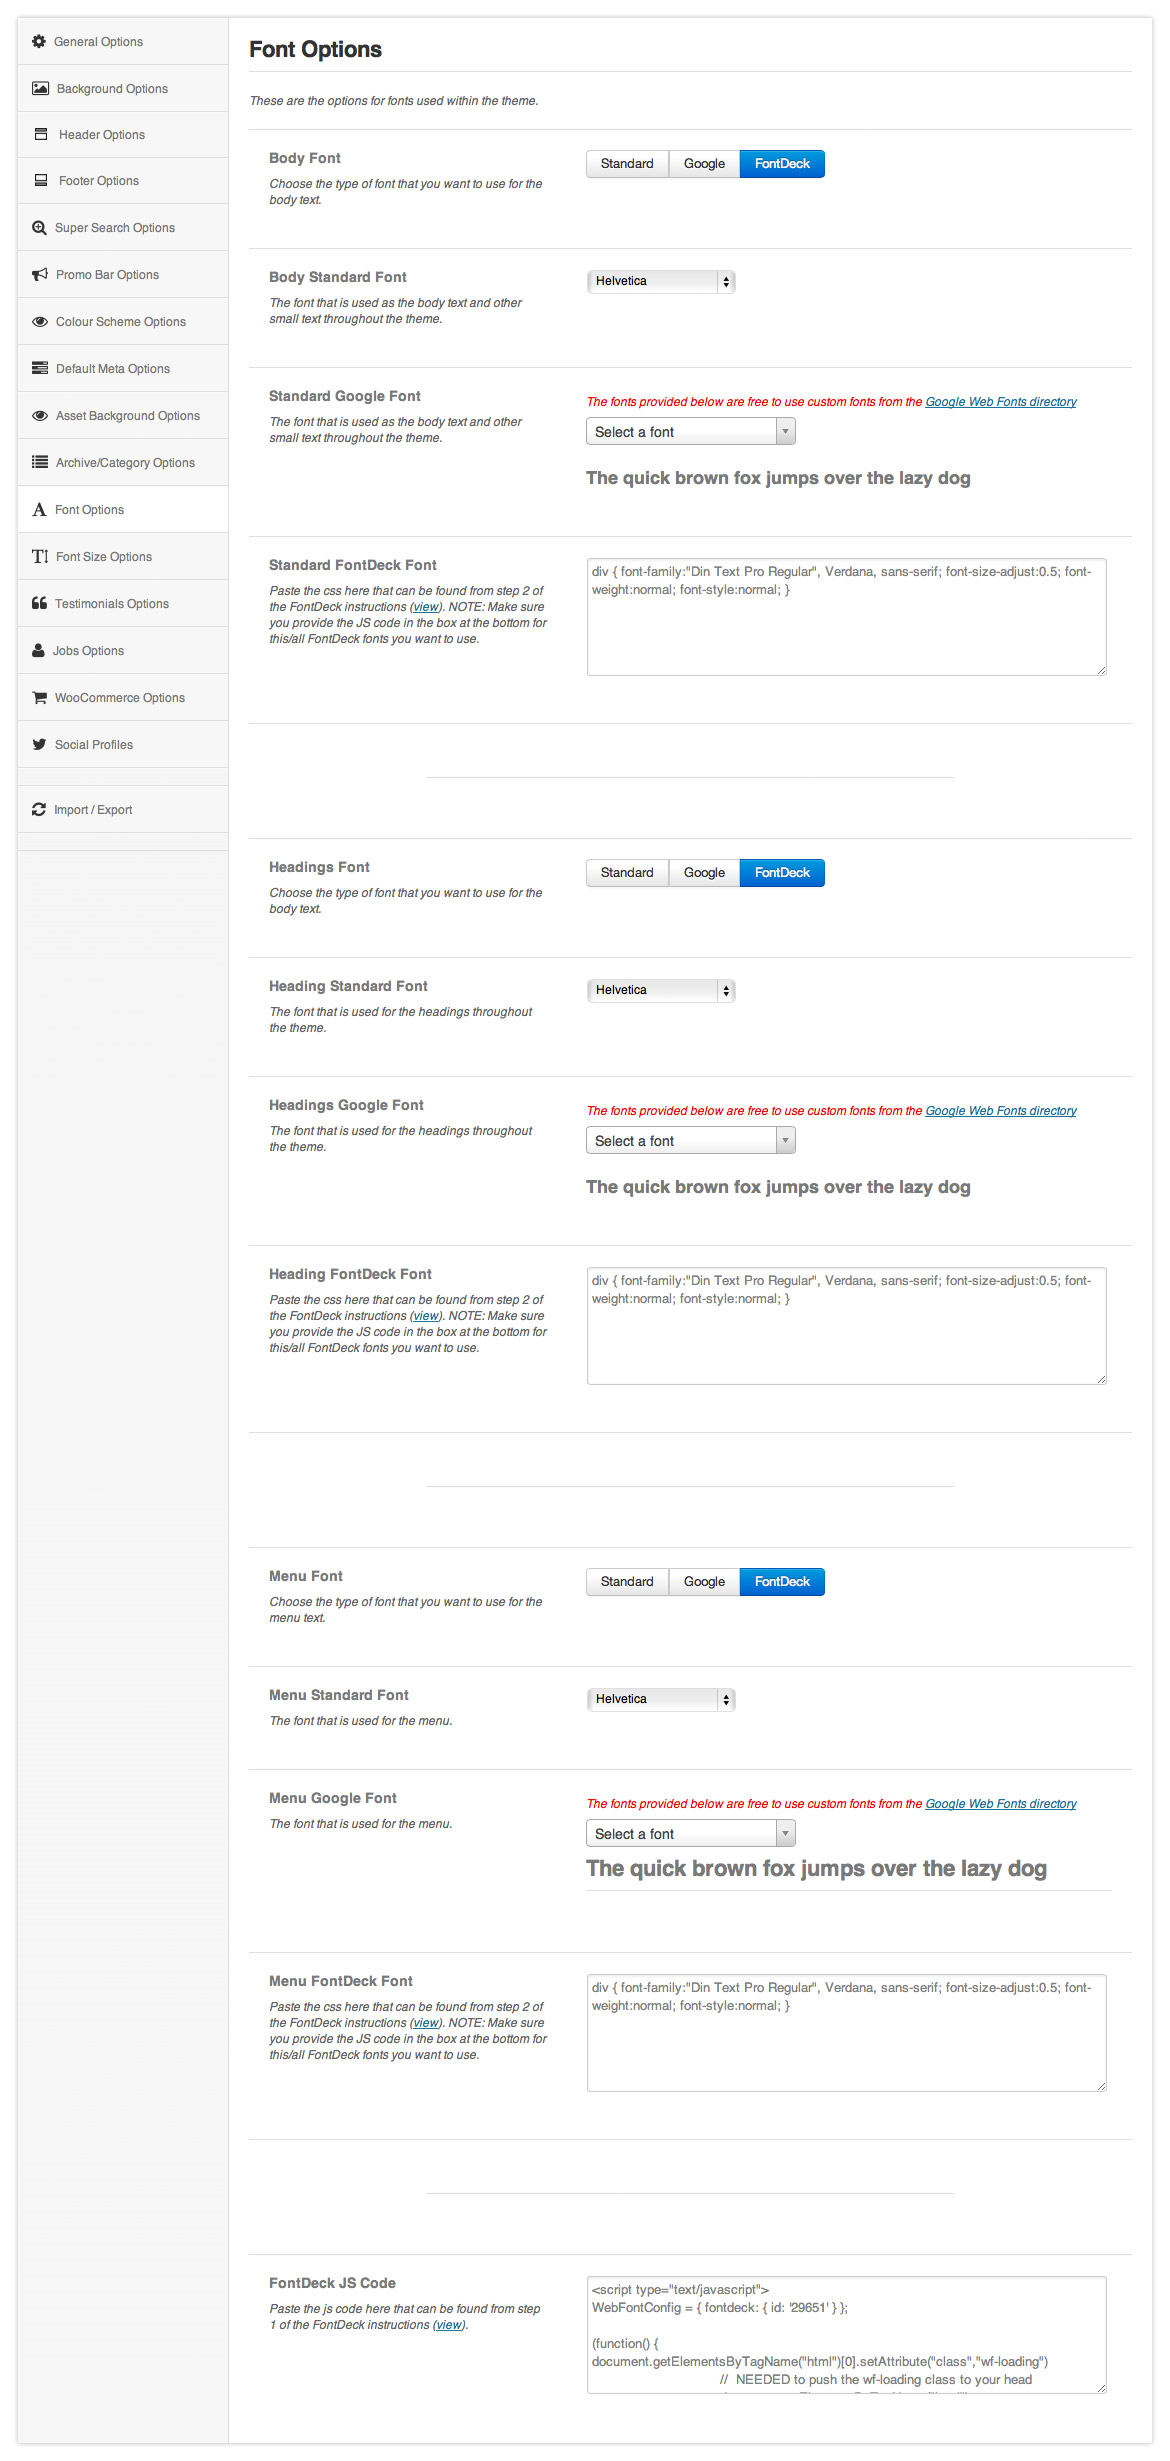 General Options
Background Options
Header Options
Footer Options
Super Search Options
Promo Bar Options
Colour Scheme Options
Default Meta Options
Asset Background Options
Archive/Category Options
Font Options
Font Size Options
Testimonials Options
Jobs Options
WooCommerce Options
Social Profiles
Import / Export
Font Options
These are the options for fonts used within the theme.
Body Font
Choose the type of font that you want to use for the
body text.
Standard Google FontDeck
Body Standard Font
The font that is used as the body text and other
small text throughout the theme.
Helvetica
Standard Google Font
The font that is used as the body text and other
small text throughout the theme.
The fonts provided below are free to use custom fonts from the Google Web Fonts directory
Select a font
The quick brown fox jumps over the lazy dog
Standard FontDeck Font
Paste the css here that can be found from step 2 of
the FontDeck instructions (view). NOTE: Make sure
you provide the JS code in the box at the bottom for
this/all FontDeck fonts you want to use.
div { font-family:"Din Text Pro Regular", Verdana, sans-serif; font-size-adjust:0.5; font-
weight:normal; font-style:normal; }
Headings Font
Choose the type of font that you want to use for the
body text.
Standard Google FontDeck
Heading Standard Font
The font that is used for the headings throughout
the theme.
Helvetica
Headings Google Font
The font that is used for the headings throughout
the theme.
The fonts provided below are free to use custom fonts from the Google Web Fonts directory
Select a font
The quick brown fox jumps over the lazy dog
Heading FontDeck Font
Paste the css here that can be found from step 2 of
the FontDeck instructions (view). NOTE: Make sure
you provide the JS code in the box at the bottom for
this/all FontDeck fonts you want to use.
div { font-family:"Din Text Pro Regular", Verdana, sans-serif; font-size-adjust:0.5; font-
weight:normal; font-style:normal; }
Menu Font
Choose the type of font that you want to use for the
menu text.
Standard Google FontDeck
Menu Standard Font
The font that is used for the menu.
Helvetica
Menu Google Font
The font that is used for the menu.
The fonts provided below are free to use custom fonts from the Google Web Fonts directory
Select a font
The quick brown fox jumps over the lazy dog
Menu FontDeck Font
Paste the css here that can be found from step 2 of
the FontDeck instructions (view). NOTE: Make sure
you provide the JS code in the box at the bottom for
this/all FontDeck fonts you want to use.
div { font-family:"Din Text Pro Regular", Verdana, sans-serif; font-size-adjust:0.5; font-
weight:normal; font-style:normal; }
FontDeck JS Code
Paste the js code here that can be found from step
1 of the FontDeck instructions (view).
<script type="text/javascript">
WebFontConfig = { fontdeck: { id: '29651' } };
(function() {
document.getElementsByTagName("html")[0].setAttribute("class","wf-loading")
// NEEDED to push the wf-loading class to your head